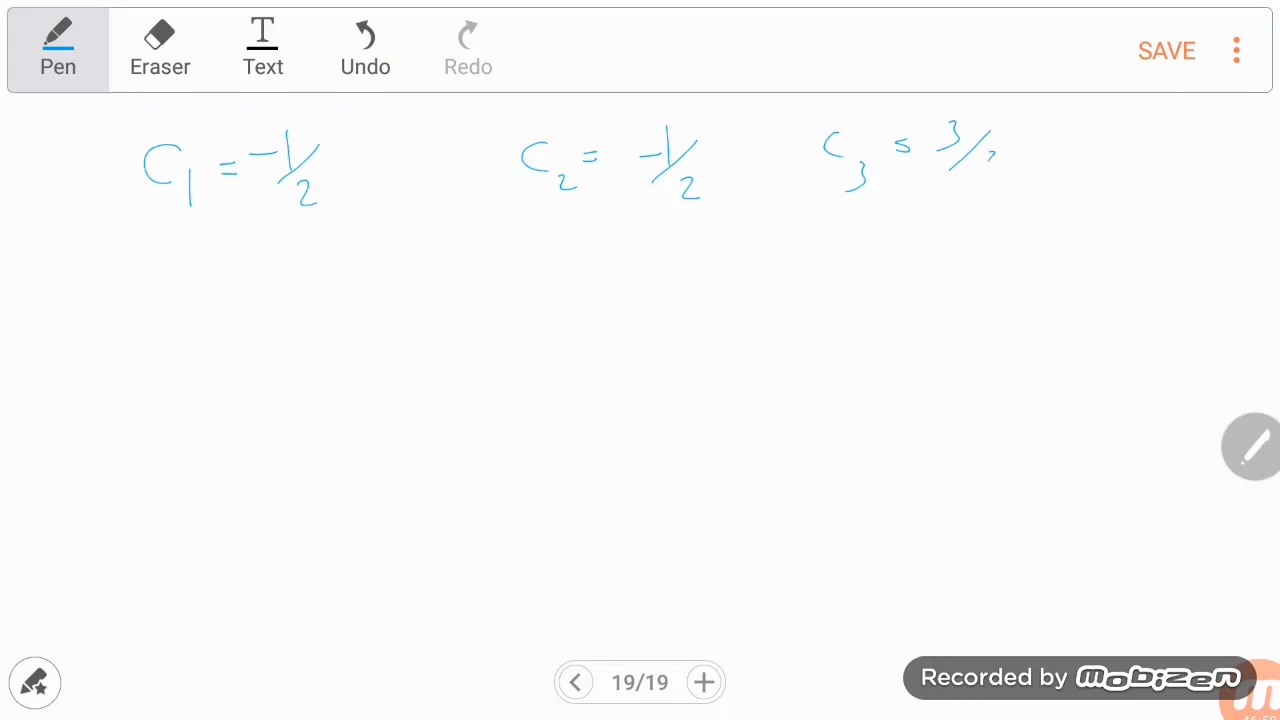 Pen Eraser Text Undo Redo SAVE
C₁ = -1/2 C₂ = -1/2 C₃ = 3/
19/19
Recorded by mobizen